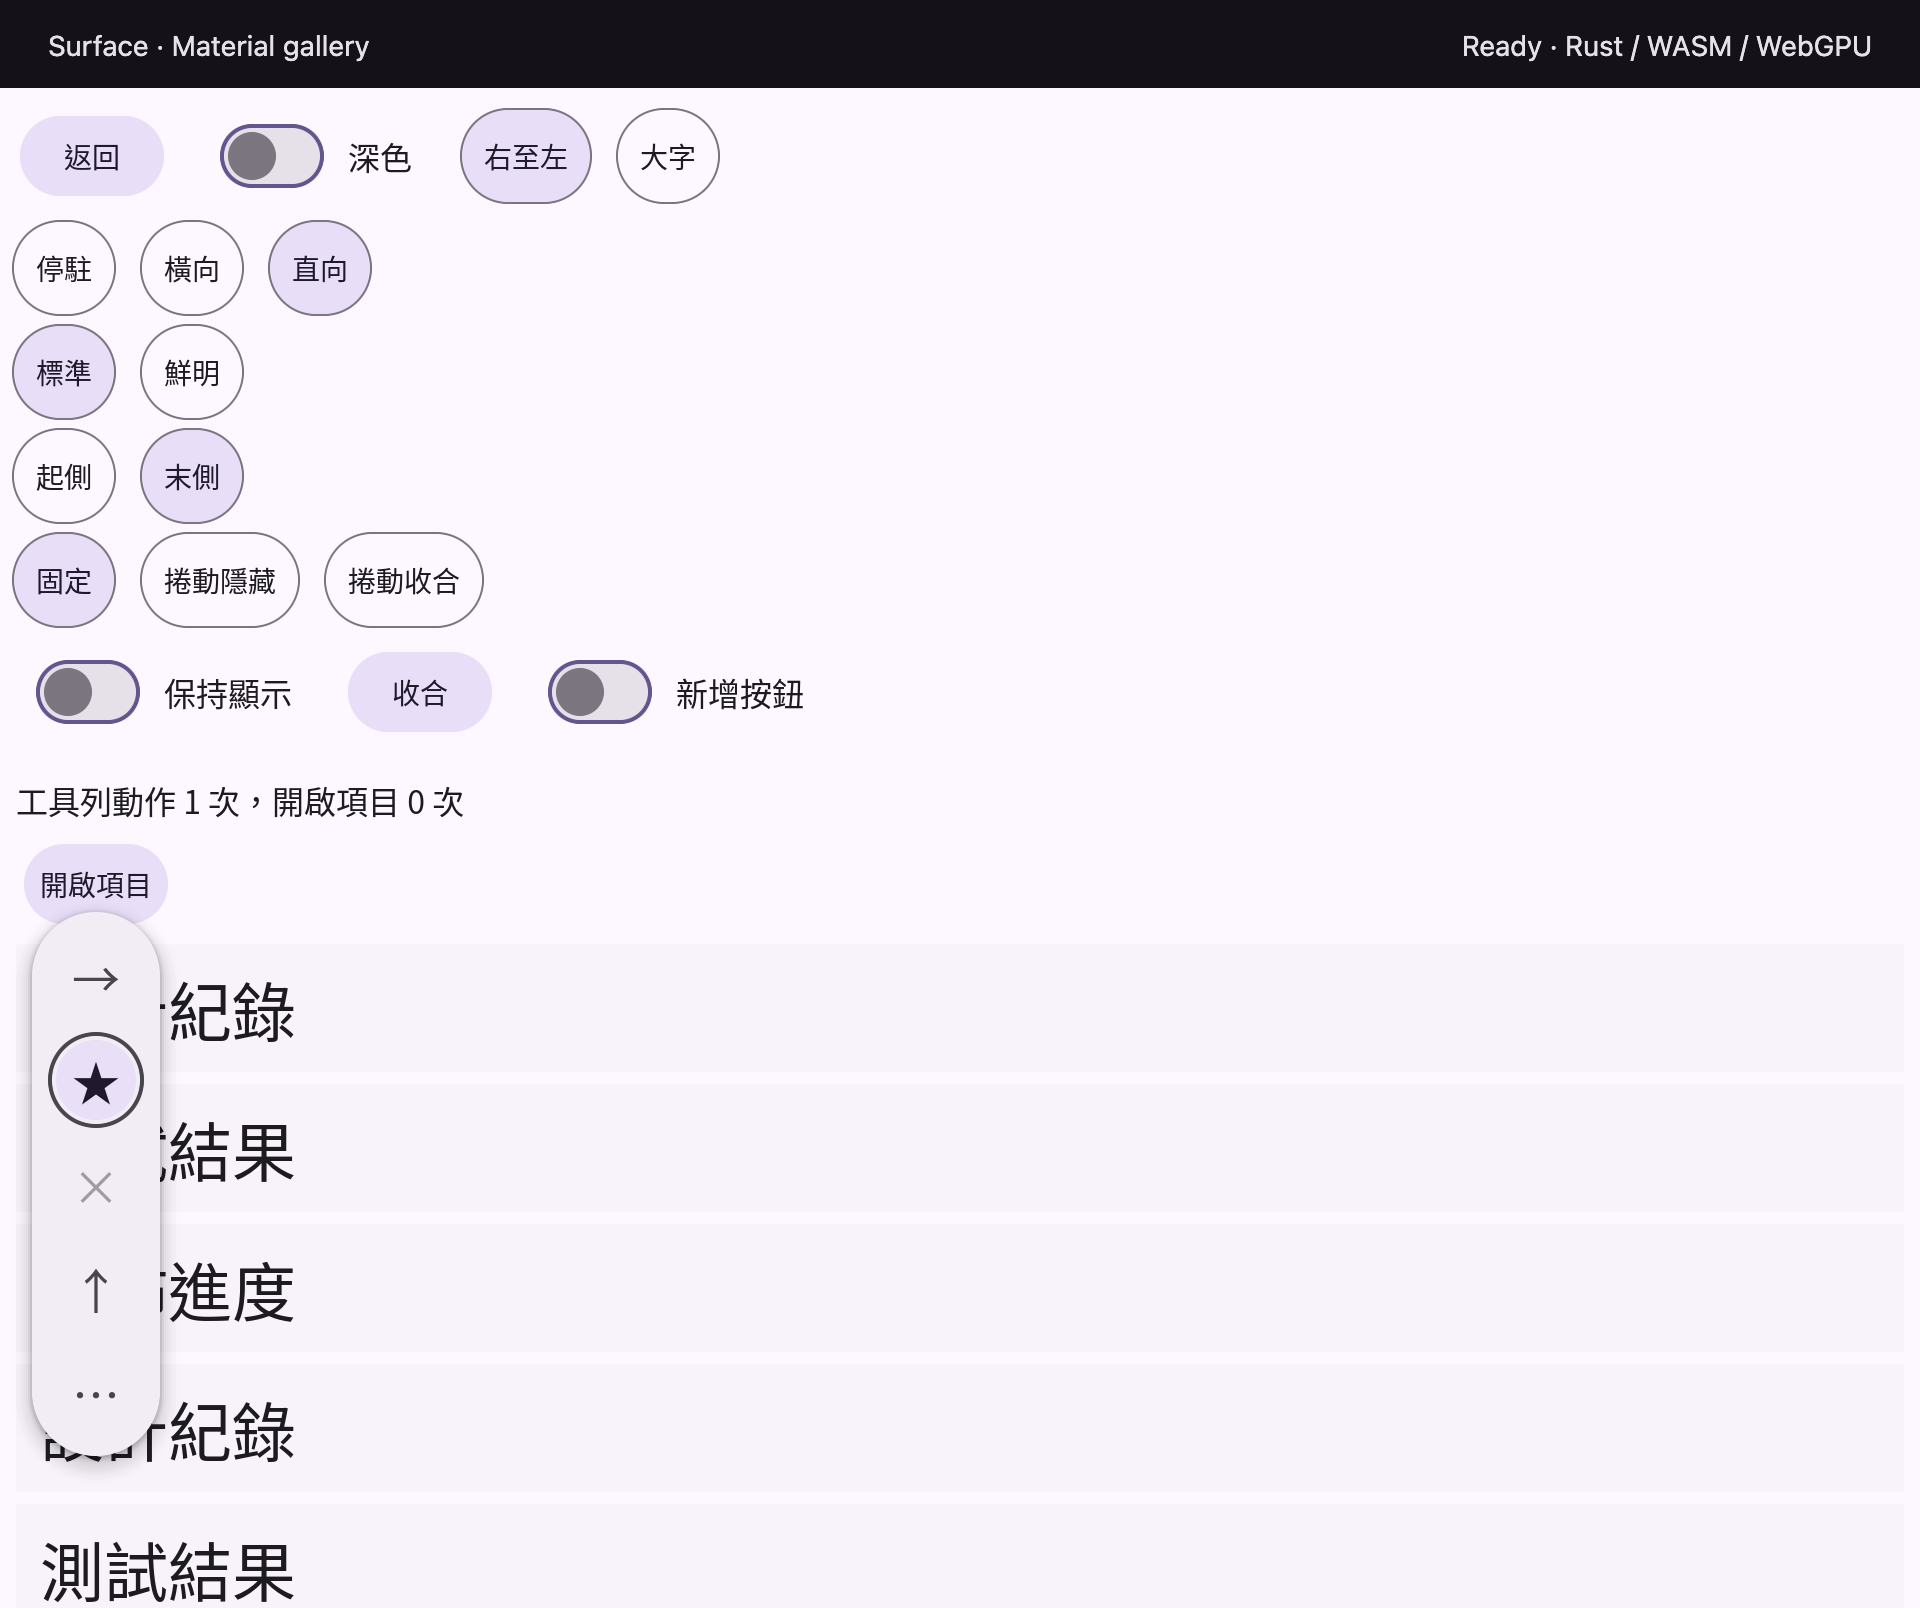 Surface · Material gallery
Ready · Rust / WASM / WebGPU
返回 深色 右至左 大字
停駐 橫向 直向
標準 鮮明
起側 末側
固定 捲動隱藏 捲動收合
保持顯示 收合 新增按鈕
工具列動作 1 次，開啟項目 0 次
開啟項目
紀錄
結果
進度
設計紀錄
測試結果